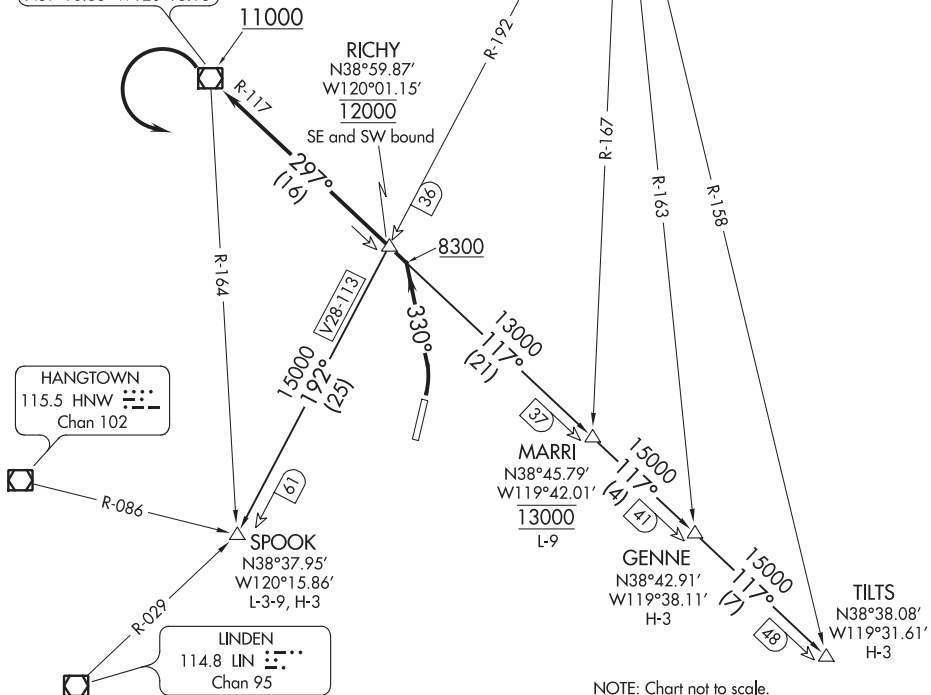 11000
R-117
297°
(16)
RICHY
N38°59.87'
W120°01.15'
12000
SE and SW bound
R-192
36
8300
R-167
R-163
R-158
R-164
V28-113
15000
192°
(25)
330°
13000
117°
(21)
HANGTOWN
115.5 HNW
Chan 102
R-086
37
MARRI
N38°45.79'
W119°42.01'
13000
L-9
15000
117°
(4)
41
GENNE
N38°42.91'
W119°38.11'
H-3
61
SPOOK
N38°37.95'
W120°15.86'
L-3-9, H-3
15000
117°
(7)
48
TILTS
N38°38.08'
W119°31.61'
H-3
R-029
LINDEN
114.8 LIN
Chan 95
NOTE: Chart not to scale.